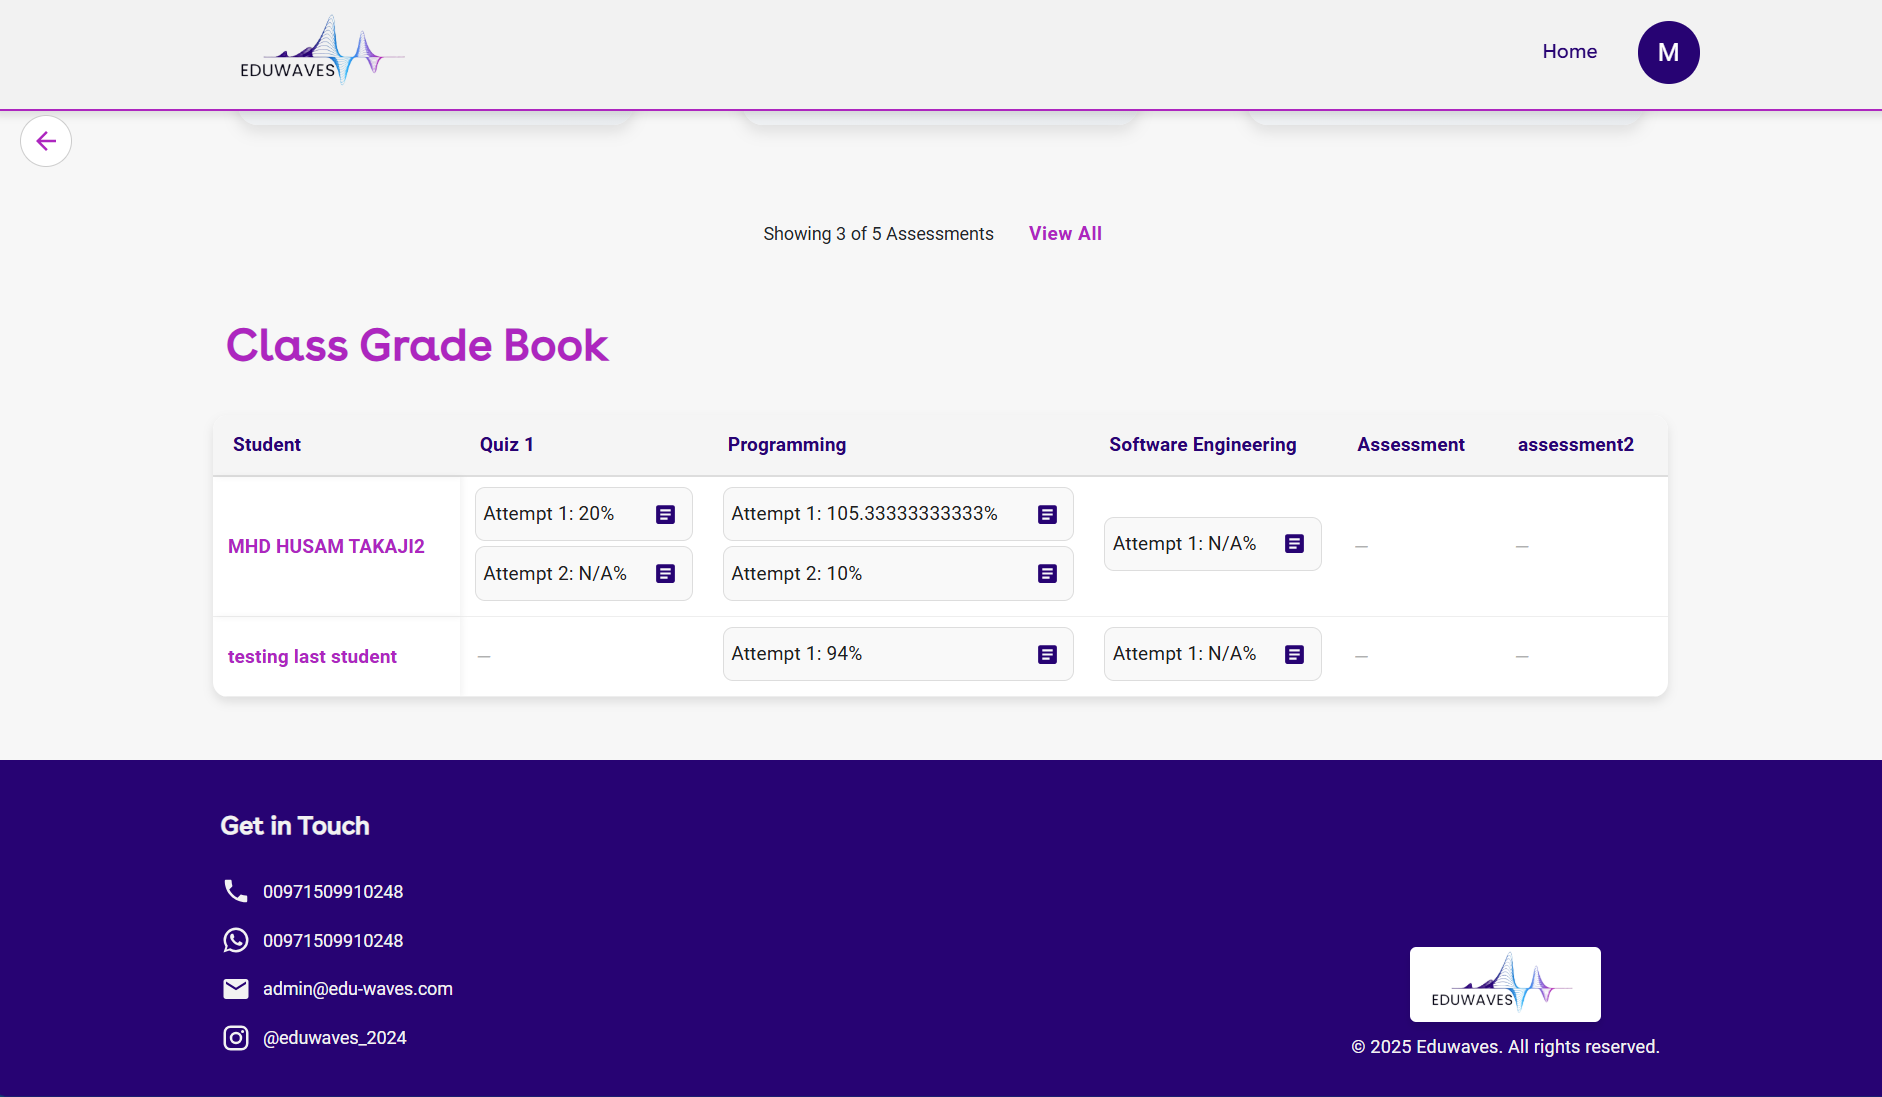 EDUWAVES
Home
M
Showing 3 of 5 Assessments View All
Class Grade Book
Student Quiz 1 Programming Software Engineering Assessment assessment2
MHD HUSAM TAKAJI2
Attempt 1: 20%
Attempt 2: N/A%
Attempt 1: 105.33333333333%
Attempt 2: 10%
Attempt 1: N/A%
–
–
testing last student
–
Attempt 1: 94%
Attempt 1: N/A%
–
–
Get in Touch
00971509910248
00971509910248
admin@edu-waves.com
@eduwaves_2024
EDUWAVES
© 2025 Eduwaves. All rights reserved.